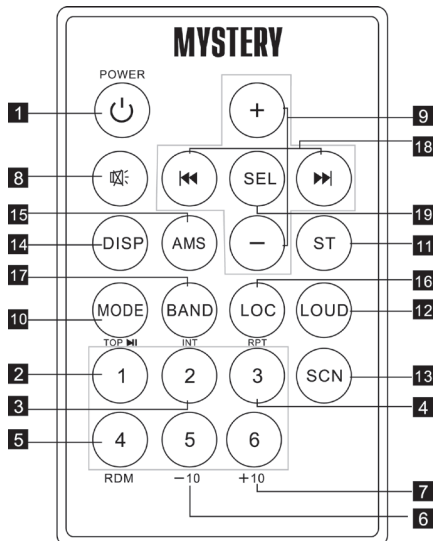 MYSTERY
POWER
1
+
9
18
8
SEL
19
15
14
DISP
AMS
−
ST
11
17
16
10
MODE
BAND
LOC
LOUD
12
TOP
INT
RPT
2
1
2
3
SCN
13
3
4
5
4
5
6
RDM
−10
+10
7
6